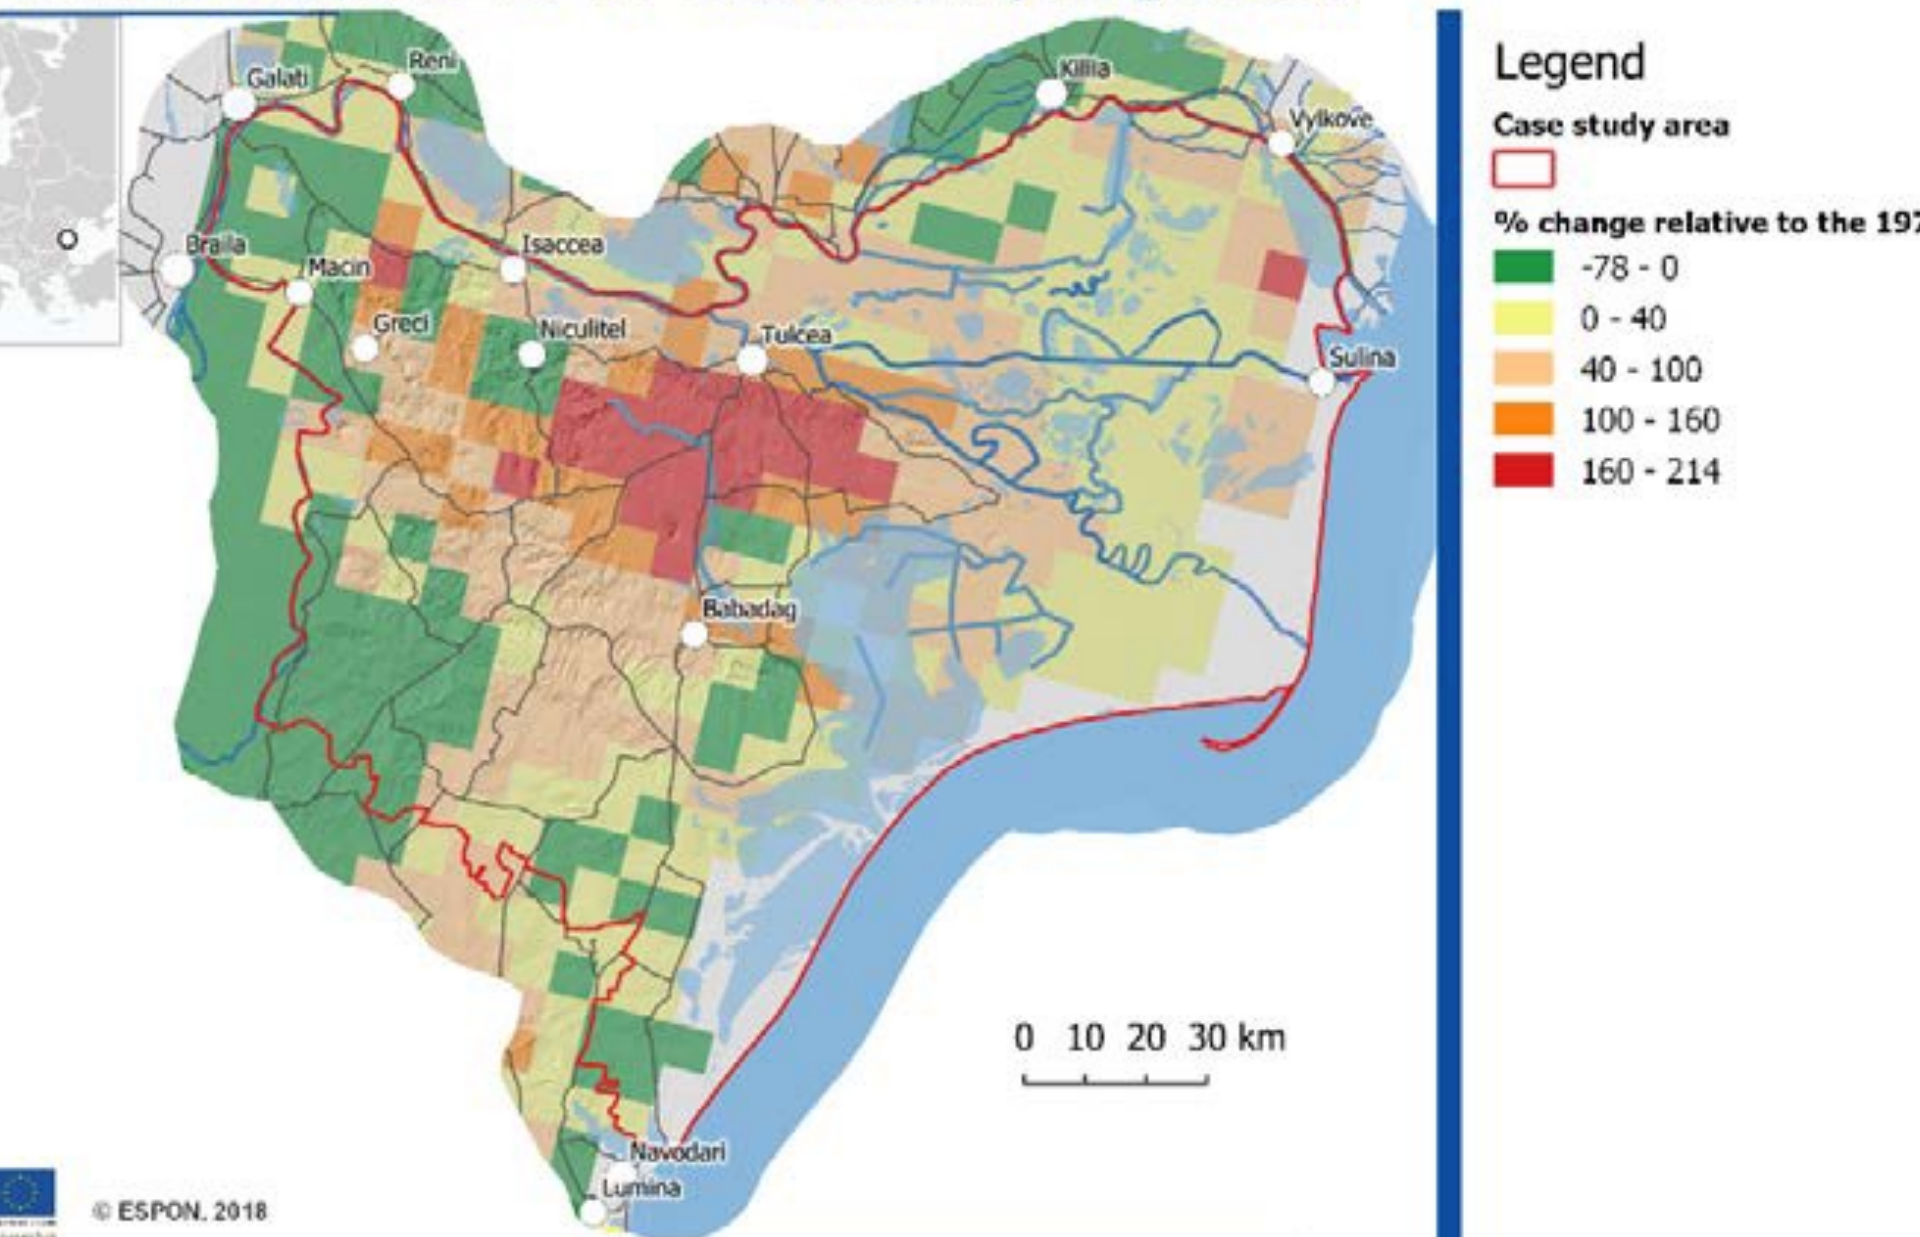 Galati
Reni
Killia
Vylkove
Braila
Macin
Isaccea
Greci
Niculitel
Tulcea
Sulina
Babadag
Navodari
Lumina
0 10 20 30 km
© ESPON, 2018
Legend
Case study area
% change relative to the 197
-78 - 0
0 - 40
40 - 100
100 - 160
160 - 214